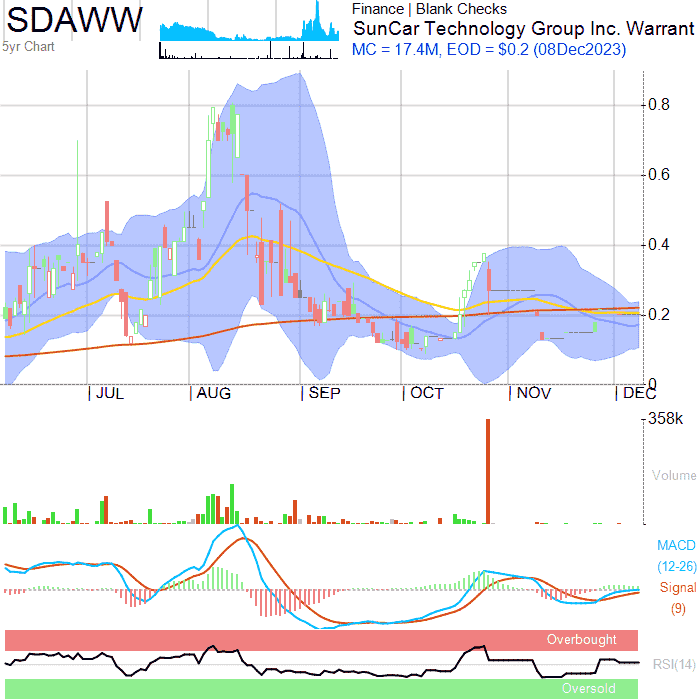 SDAWW
5yr Chart
Finance | Blank Checks
SunCar Technology Group Inc. Warrant
MC = 17.4M, EOD = $0.2 (08Dec2023)
0.8
0.6
0.4
0.2
0
JUL AUG SEP OCT NOV DEC
358k
Volume
MACD
(12-26)
Signal
(9)
Overbought
RSI(14)
Oversold